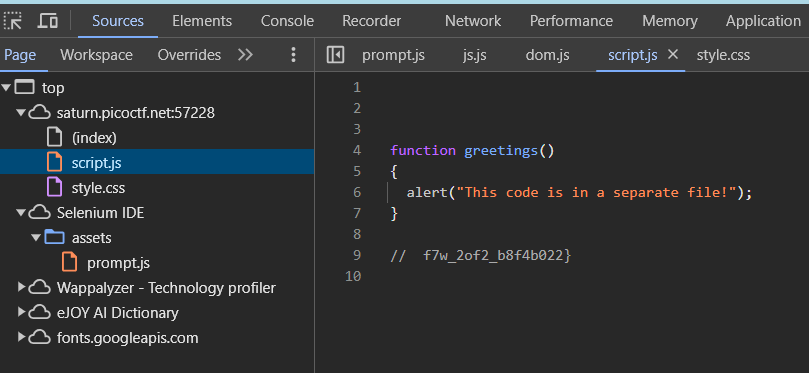 Sources Elements Console Recorder Network Performance Memory Application
Page Workspace Overrides »
prompt.js js.js dom.js script.js × style.css
top
saturn.picoctf.net:57228
(index)
script.js
style.css
Selenium IDE
assets
prompt.js
Wappalyzer - Technology profiler
eJOY AI Dictionary
fonts.googleapis.com
1
2
3
4 function greetings()
5 {
6 alert("This code is in a separate file!");
7 }
8
9 //  f7w_2of2_b8f4b022}
10